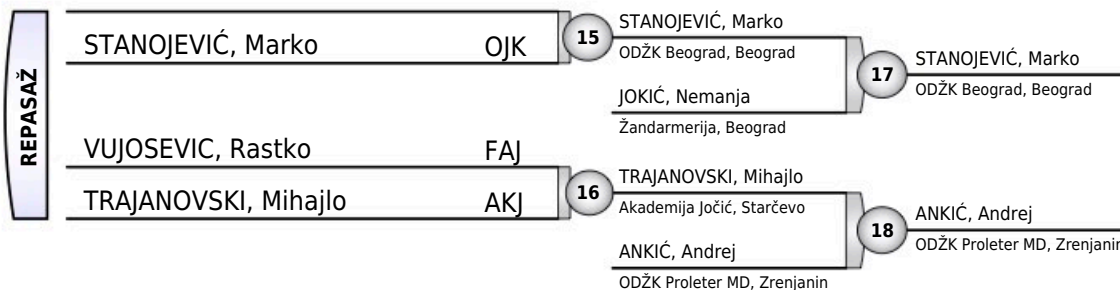 REPASAŽ
STANOJEVIĆ, Marko OJK
VUJOSEVIC, Rastko FAJ
TRAJANOVSKI, Mihajlo AKJ
15
STANOJEVIĆ, Marko
ODŽK Beograd, Beograd
JOKIĆ, Nemanja
Žandarmerija, Beograd
16
TRAJANOVSKI, Mihajlo
Akademija Jočić, Starčevo
ANKIĆ, Andrej
ODŽK Proleter MD, Zrenjanin
17
STANOJEVIĆ, Marko
ODŽK Beograd, Beograd
18
ANKIĆ, Andrej
ODŽK Proleter MD, Zrenjanin